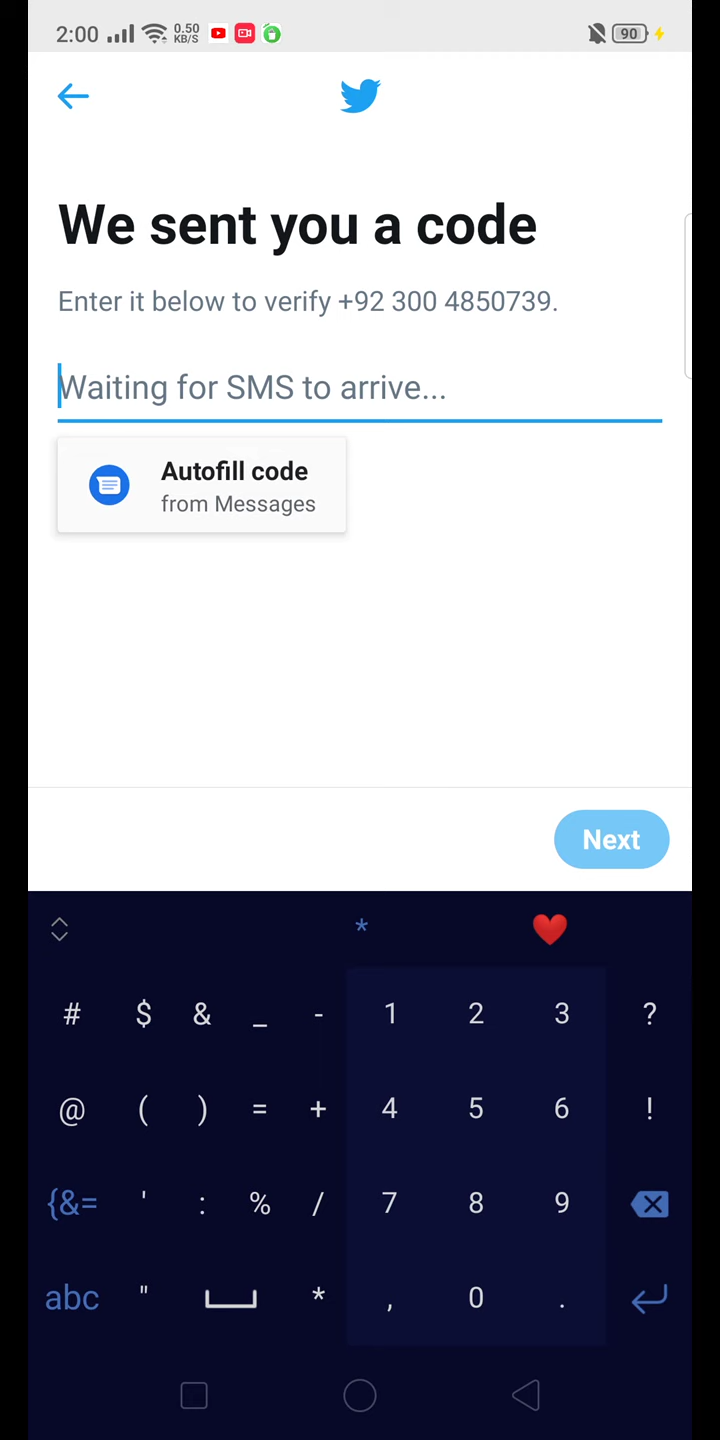 2:00 0.50 KB/S 90
We sent you a code
Enter it below to verify +92 300 4850739.
Waiting for SMS to arrive...
Autofill code
from Messages
Next
*
# $ & _ - 1 2 3 ?
@ ( ) = + 4 5 6 !
{&= ' : % / 7 8 9
abc " * , 0 .